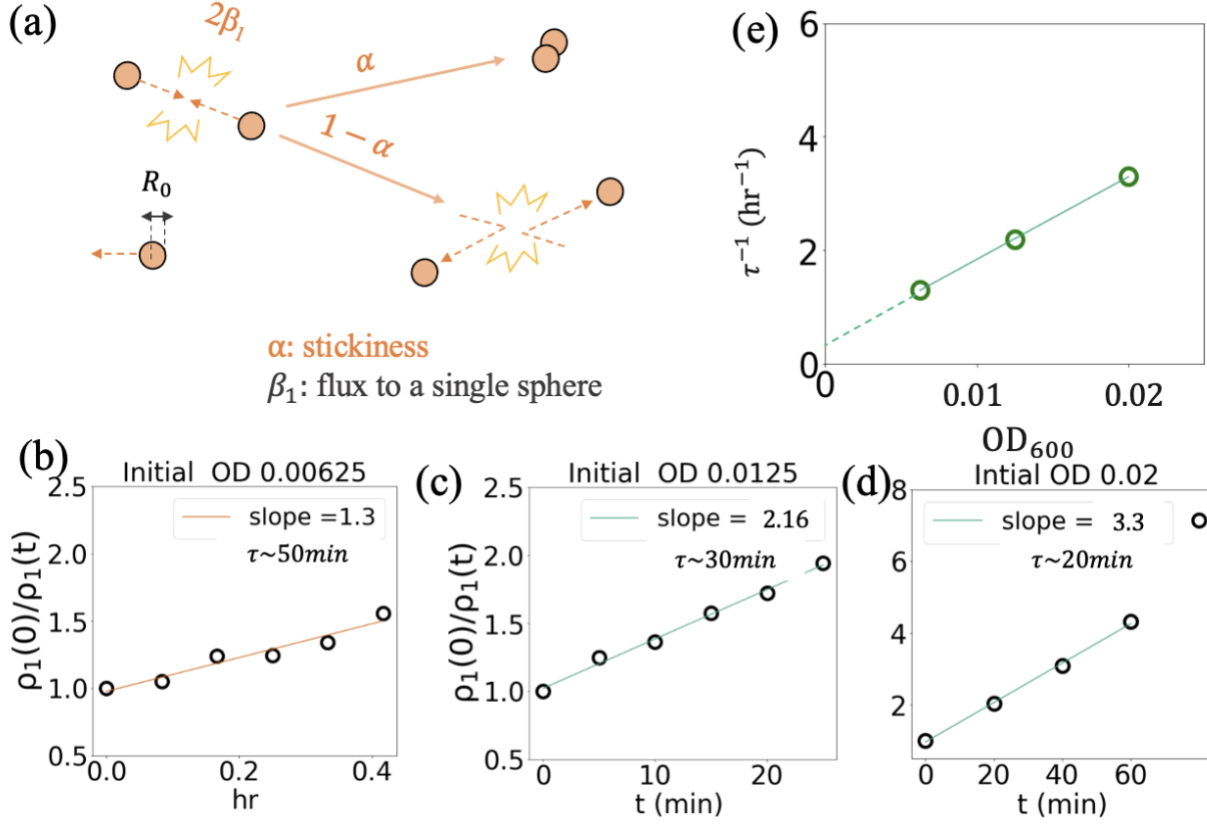 (a)
2β₁
α
1 − α
R₀
α: stickiness
β₁: flux to a single sphere
(e)
τ⁻¹ (hr⁻¹)
6
4
2
0
0
0.01
0.02
OD₆₀₀
(b)
Initial OD 0.00625
slope =1.3
τ~50min
ρ₁(0)/ρ₁(t)
2.5
2.0
1.5
1.0
0.5
0.0
0.2
0.4
hr
(c)
Initial OD 0.0125
slope = 2.16
τ~30min
ρ₁(0)/ρ₁(t)
2.5
2.0
1.5
1.0
0.5
0
10
20
t (min)
(d)
Intial OD 0.02
slope = 3.3
τ~20min
8
6
4
2
0
20
40
60
t (min)